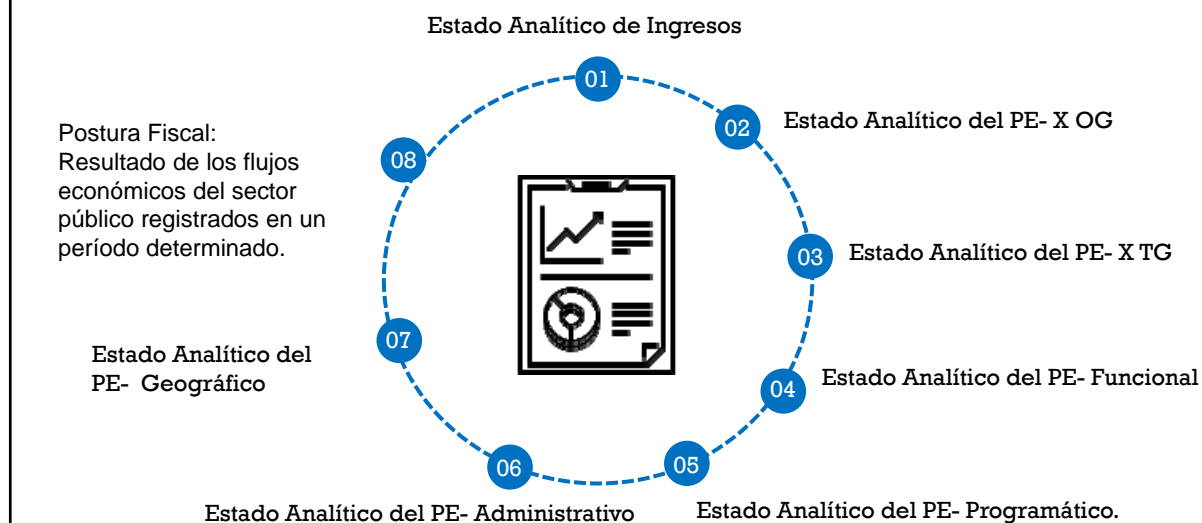 Estado Analítico de Ingresos
01
02
Estado Analítico del PE- X OG
03
Estado Analítico del PE- X TG
04
Estado Analítico del PE- Funcional
05
Estado Analítico del PE- Programático.
06
Estado Analítico del PE- Administrativo
07
Estado Analítico del
PE- Geográfico
08
Postura Fiscal:
Resultado de los flujos
económicos del sector
público registrados en un
período determinado.